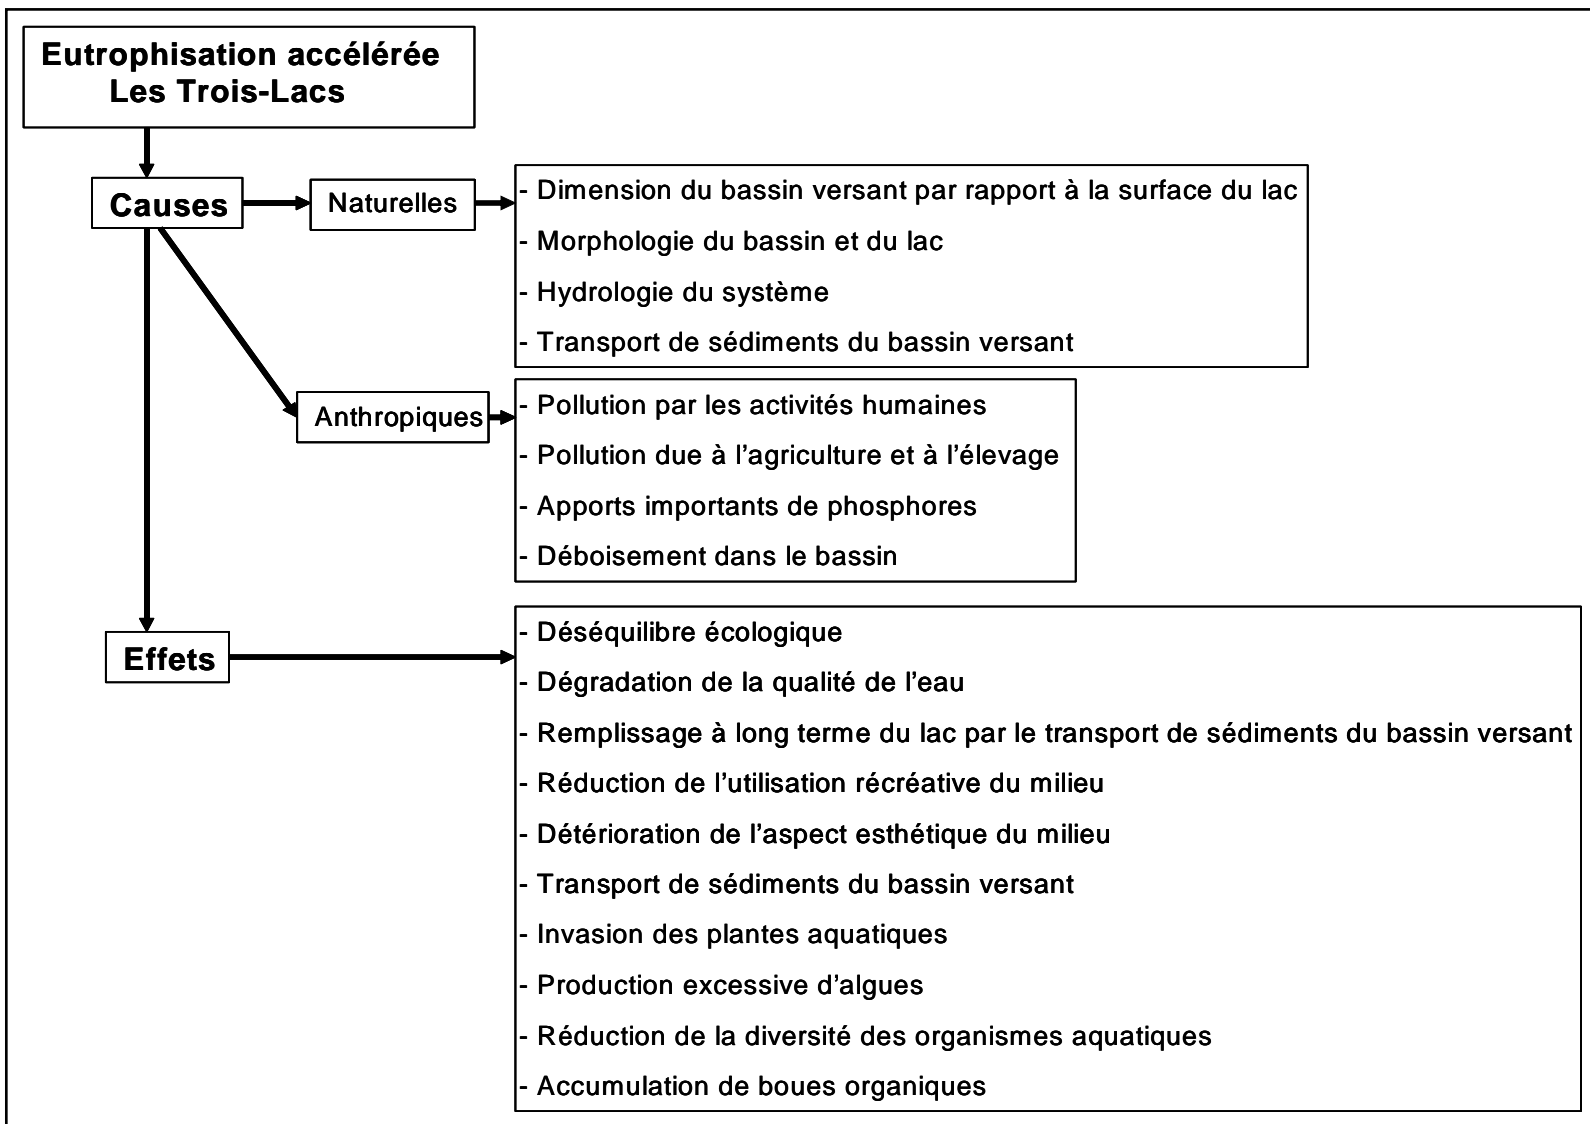 Eutrophisation accélérée
Les Trois-Lacs
Causes
Naturelles
- Dimension du bassin versant par rapport à la surface du lac
- Morphologie du bassin et du lac
- Hydrologie du système
- Transport de sédiments du bassin versant
Anthropiques
- Pollution par les activités humaines
- Pollution due à l’agriculture et à l’élevage
- Apports importants de phosphores
- Déboisement dans le bassin
Effets
- Déséquilibre écologique
- Dégradation de la qualité de l’eau
- Remplissage à long terme du lac par le transport de sédiments du bassin versant
- Réduction de l’utilisation récréative du milieu
- Détérioration de l’aspect esthétique du milieu
- Transport de sédiments du bassin versant
- Invasion des plantes aquatiques
- Production excessive d’algues
- Réduction de la diversité des organismes aquatiques
- Accumulation de boues organiques